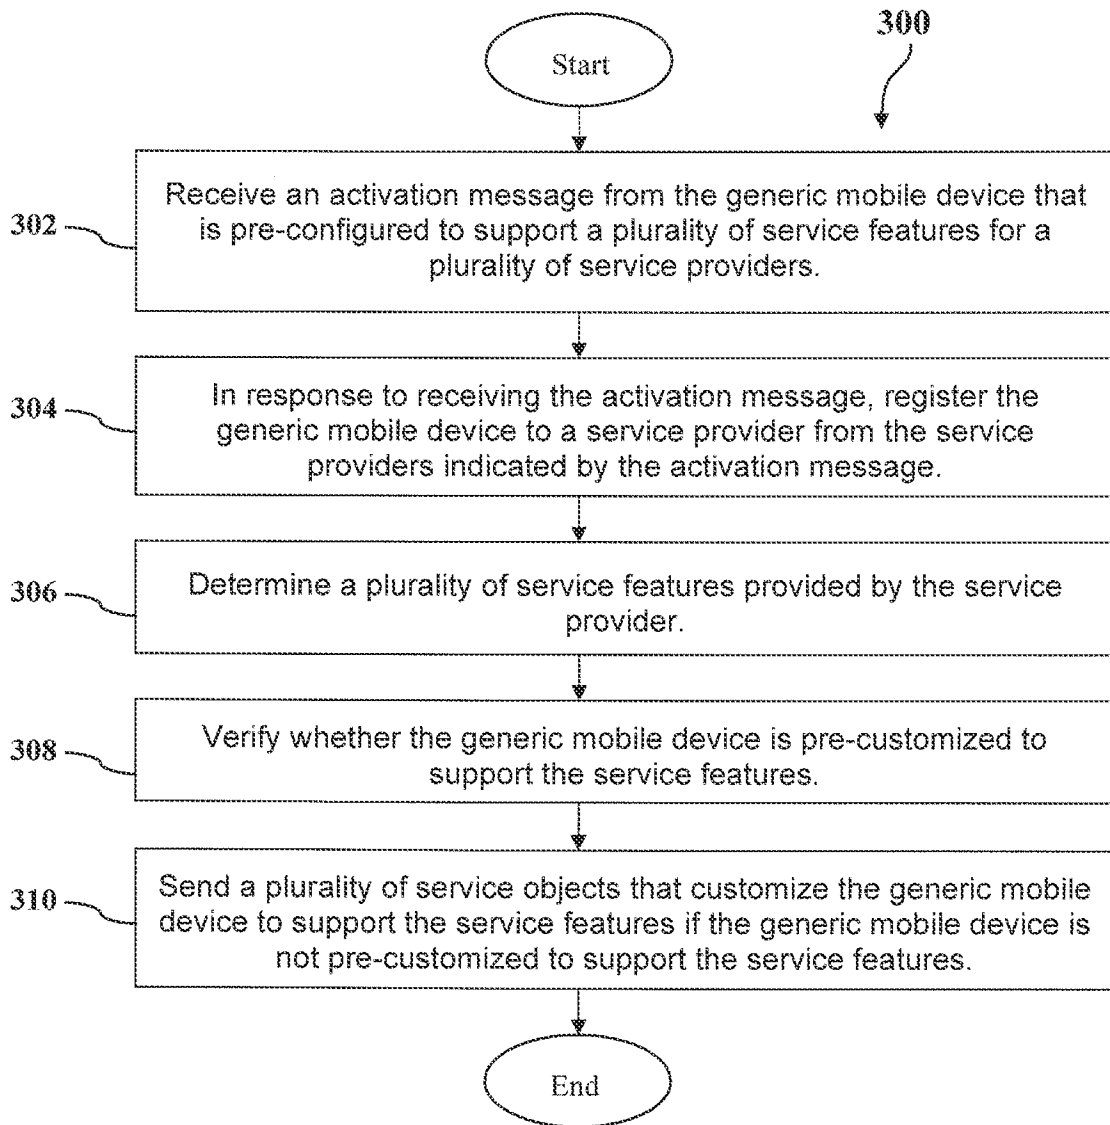 300
Start
302
Receive an activation message from the generic mobile device that
is pre-configured to support a plurality of service features for a
plurality of service providers.
304
In response to receiving the activation message, register the
generic mobile device to a service provider from the service
providers indicated by the activation message.
306
Determine a plurality of service features provided by the service
provider.
308
Verify whether the generic mobile device is pre-customized to
support the service features.
310
Send a plurality of service objects that customize the generic mobile
device to support the service features if the generic mobile device is
not pre-customized to support the service features.
End